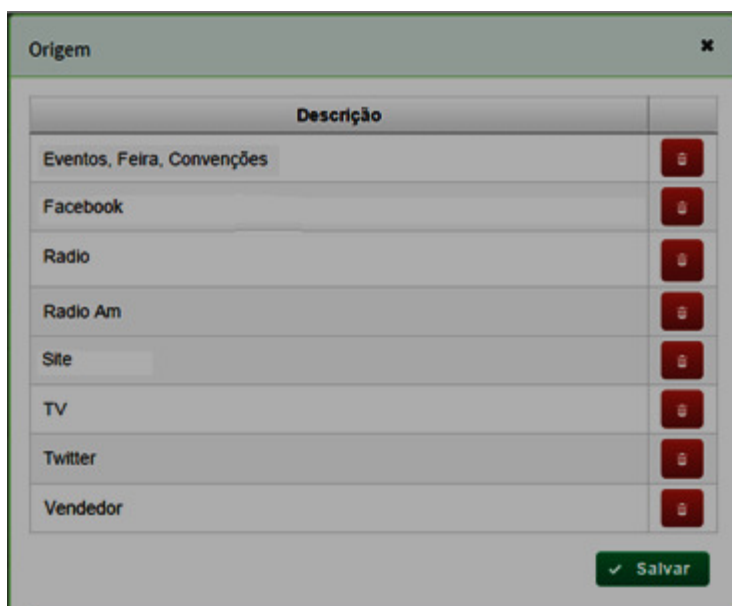 Origem
Descrição
Eventos, Feira, Convenções
Facebook
Radio
Radio Am
Site
TV
Twitter
Vendedor
Salvar